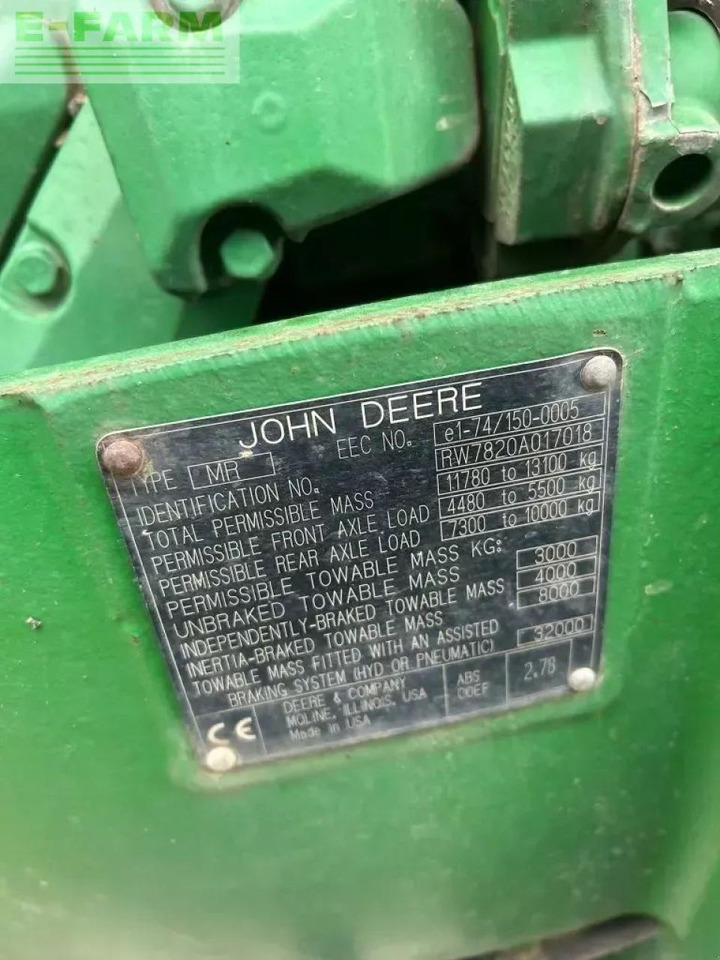 E-FARM
JOHN DEERE
TYPE MR EEC NO. e1-74/150-0005
IDENTIFICATION NO. RW7820A017018
TOTAL PERMISSIBLE MASS 11780 to 13100 kg
PERMISSIBLE FRONT AXLE LOAD 4480 to 5500 kg
PERMISSIBLE REAR AXLE LOAD 7300 to 10000 kg
PERMISSIBLE TOWABLE MASS KG:
UNBRAKED TOWABLE MASS 3000
INDEPENDENTLY-BRAKED TOWABLE MASS 4000
INERTIA-BRAKED TOWABLE MASS 8000
TOWABLE MASS FITTED WITH AN ASSISTED
BRAKING SYSTEM (HYD OR PNEUMATIC) 32000
CE DEERE & COMPANY ABS 2.78
MOLINE, ILLINOIS, USA COEF
Made in USA